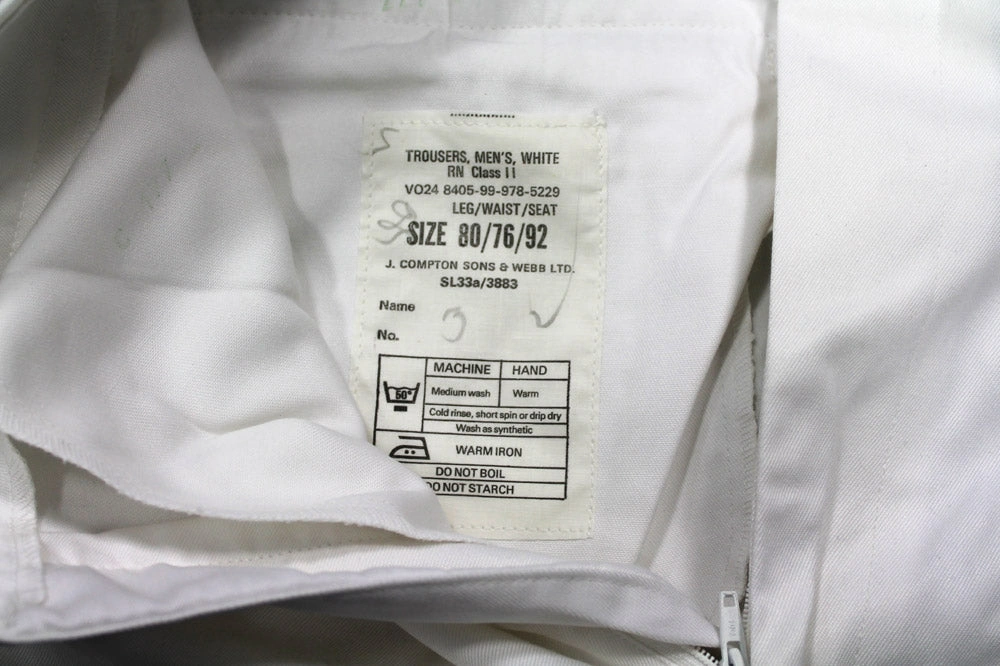 TROUSERS, MEN'S, WHITE
RN Class II
VO24 8405-99-978-5229
LEG/WAIST/SEAT
SIZE 80/76/92
J. COMPTON SONS & WEBB LTD.
SL33a/3883
Name
No.
MACHINE HAND
50°
Medium wash Warm
Cold rinse, short spin or drip dry
Wash as synthetic
WARM IRON
DO NOT BOIL
DO NOT STARCH